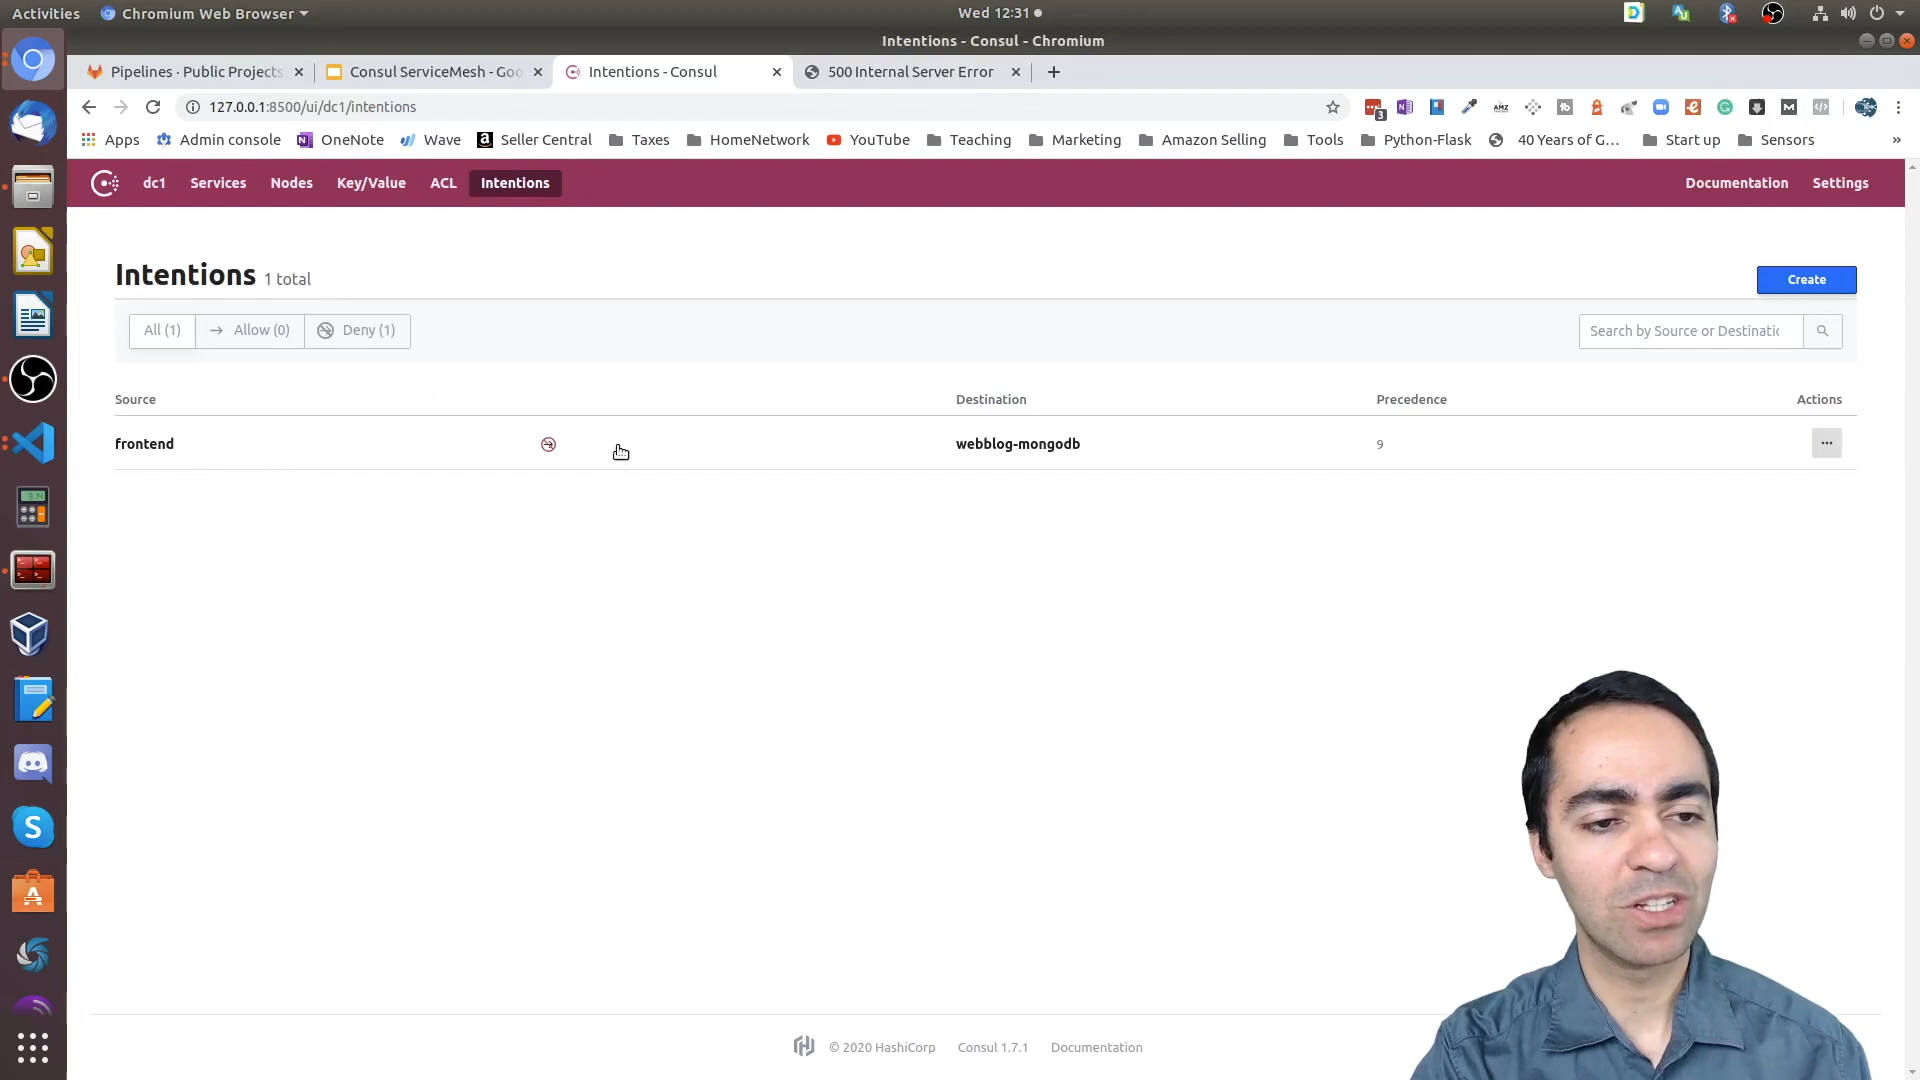 Activities
Chromium Web Browser
Wed 12:31
Intentions - Consul - Chromium
Pipelines · Public Projects
Consul ServiceMesh - Goo
Intentions - Consul
500 Internal Server Error
127.0.0.1:8500/ui/dc1/intentions
3
AMZ
Apps
Admin console
OneNote
Wave
Seller Central
Taxes
HomeNetwork
YouTube
Teaching
Marketing
Amazon Selling
Tools
Python-Flask
40 Years of G...
Start up
Sensors
»
dc1
Services
Nodes
Key/Value
ACL
Intentions
Documentation
Settings
Intentions 1 total
Create
All (1)
Allow (0)
Deny (1)
Search by Source or Destinatic
Source
Destination
Precedence
Actions
frontend
webblog-mongodb
9
© 2020 HashiCorp
Consul 1.7.1
Documentation